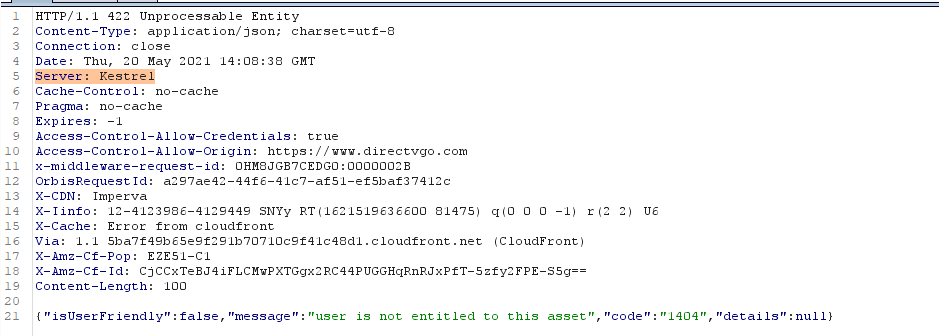 1 HTTP/1.1 422 Unprocessable Entity
2 Content-Type: application/json; charset=utf-8
3 Connection: close
4 Date: Thu, 20 May 2021 14:08:38 GMT
5 Server: Kestrel
6 Cache-Control: no-cache
7 Pragma: no-cache
8 Expires: -1
9 Access-Control-Allow-Credentials: true
10 Access-Control-Allow-Origin: https://www.directvgo.com
11 x-middleware-request-id: 0HM8JGB7CEDG0:0000002B
12 OrbisRequestId: a297ae42-44f6-41c7-af51-ef5baf37412c
13 X-CDN: Imperva
14 X-Iinfo: 12-4123986-4129449 SNYy RT(1621519636600 81475) q(0 0 0 -1) r(2 2) U6
15 X-Cache: Error from cloudfront
16 Via: 1.1 5ba7f49b65e9f291b70710c9f41c48d1.cloudfront.net (CloudFront)
17 X-Amz-Cf-Pop: EZE51-C1
18 X-Amz-Cf-Id: CjCCxTeBJ4iFLCMwPXTGgx2RC44PUGGHqRnRJxPfT-5zfy2FPE-S5g==
19 Content-Length: 100
20
21 {"isUserFriendly":false,"message":"user is not entitled to this asset","code":"1404","details":null}